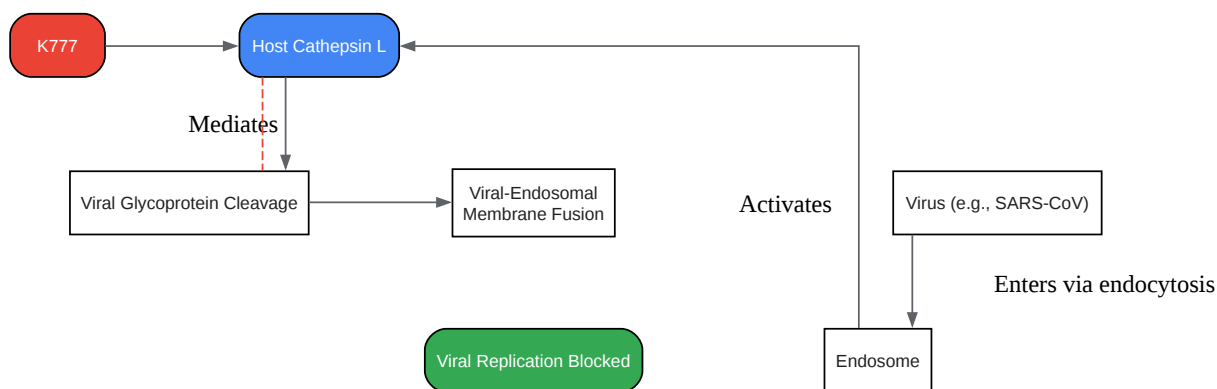 K777
Host Cathepsin L
Mediates
Viral Glycoprotein Cleavage
Viral-Endosomal
Membrane Fusion
Activates
Virus (e.g., SARS-CoV)
Enters via endocytosis
Viral Replication Blocked
Endosome